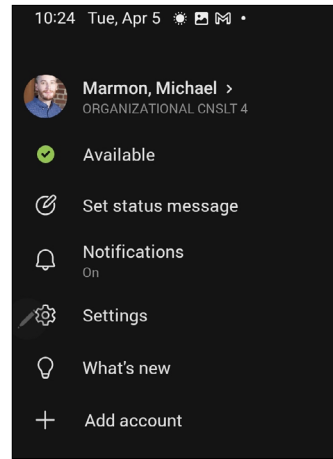 10:24 Tue, Apr 5
Marmon, Michael >
ORGANIZATIONAL CNSLT 4
Available
Set status message
Notifications
On
Settings
What's new
Add account